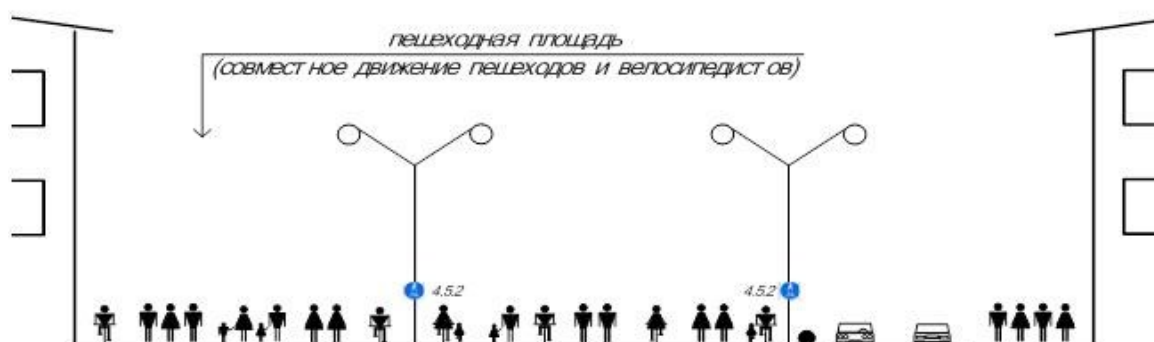 пешеходная площадь
(совместное движение пешеходов и велосипедистов)
4.5.2 4.5.2